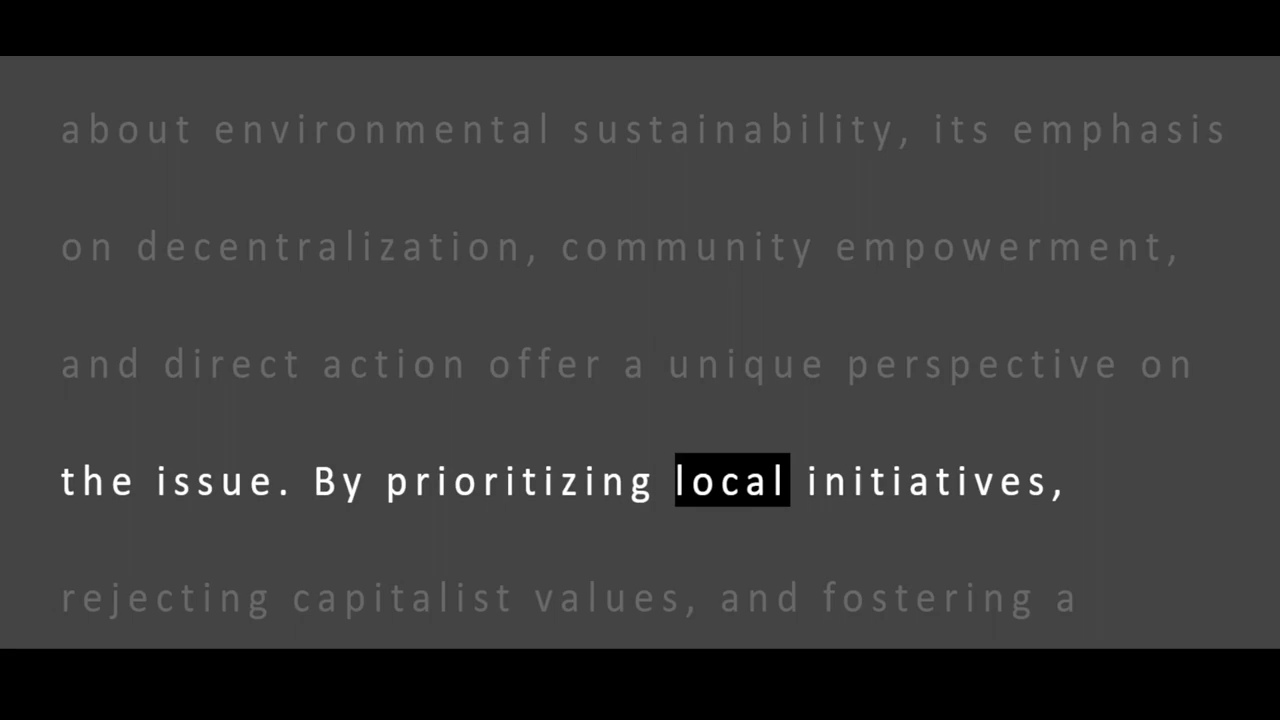 about environmental sustainability, its emphasis
on decentralization, community empowerment,
and direct action offer a unique perspective on
the issue. By prioritizing local initiatives,
rejecting capitalist values, and fostering a